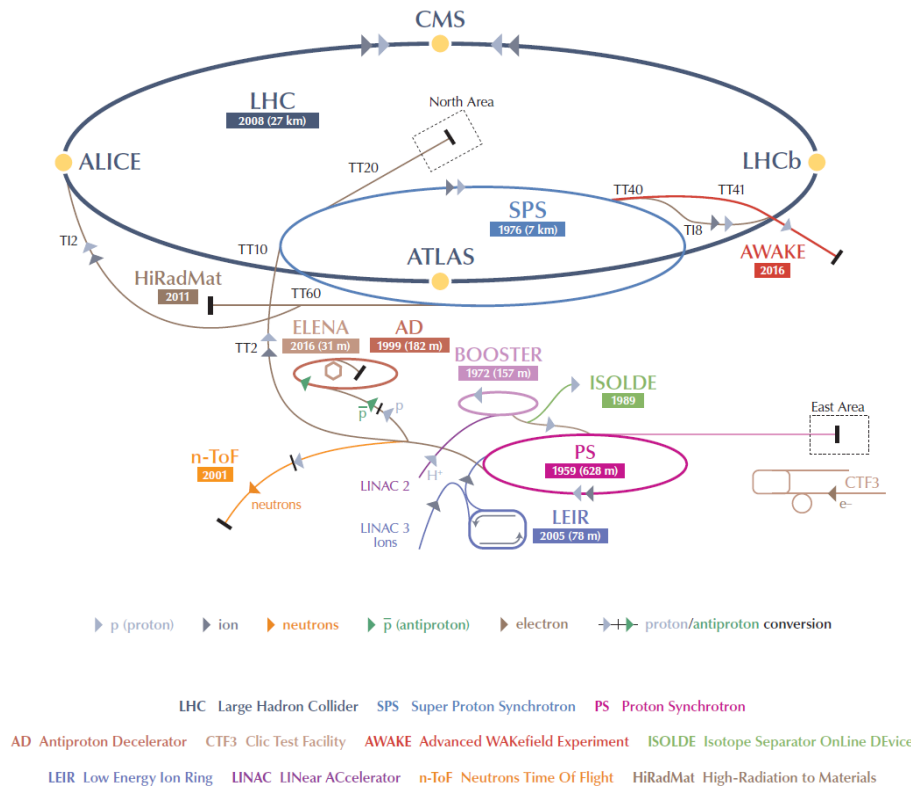 CMS
LHC
2008 (27 km)
North Area
ALICE
LHCb
TT20
TT40
TT41
SPS
1976 (7 km)
TI8
TI2
TT10
AWAKE
2016
ATLAS
HiRadMat
2011
TT60
ELENA
2016 (31 m)
AD
1999 (182 m)
TT2
BOOSTER
1972 (157 m)
ISOLDE
1989
p
p̅
East Area
n-ToF
2001
PS
1959 (628 m)
H+
LINAC 2
neutrons
CTF3
e–
LEIR
2005 (78 m)
LINAC 3
Ions
p (proton)
ion
neutrons
p̅ (antiproton)
electron
proton/antiproton conversion
LHC Large Hadron Collider SPS Super Proton Synchrotron PS Proton Synchrotron
AD Antiproton Decelerator CTF3 Clic Test Facility AWAKE Advanced WAkefield Experiment ISOLDE Isotope Separator OnLine DEvice
LEIR Low Energy Ion Ring LINAC LINear ACcelerator n-ToF Neutrons Time Of Flight HiRadMat High-Radiation to Materials